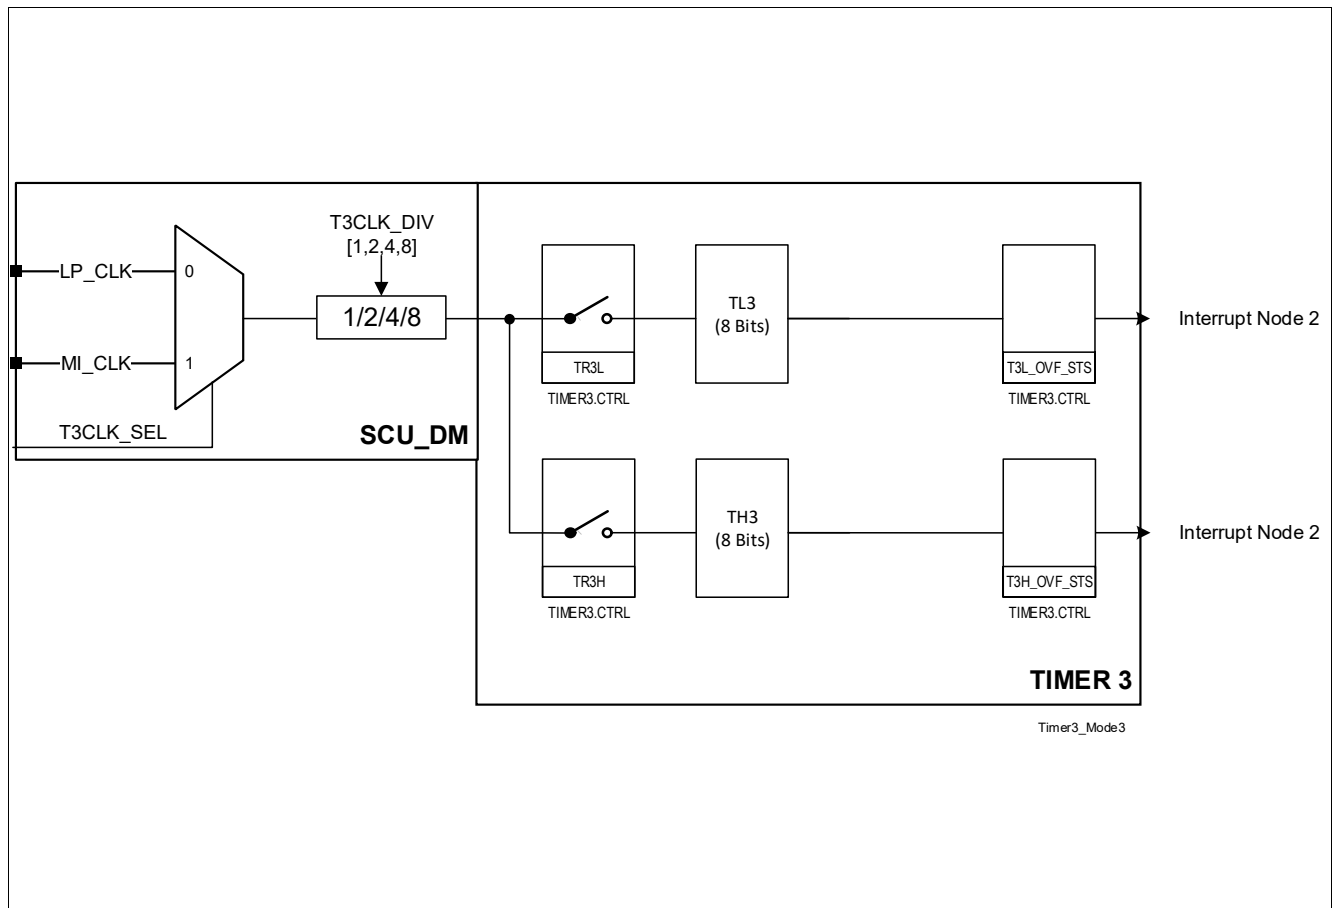 T3CLK_DIV
[1,2,4,8]
LP_CLK
0
1/2/4/8
MI_CLK
1
T3CLK_SEL
SCU_DM
TR3L
TIMER3.CTRL
TL3
(8 Bits)
T3L_OVF_STS
TIMER3.CTRL
Interrupt Node 2
TR3H
TIMER3.CTRL
TH3
(8 Bits)
T3H_OVF_STS
TIMER3.CTRL
Interrupt Node 2
TIMER 3
Timer3_Mode3